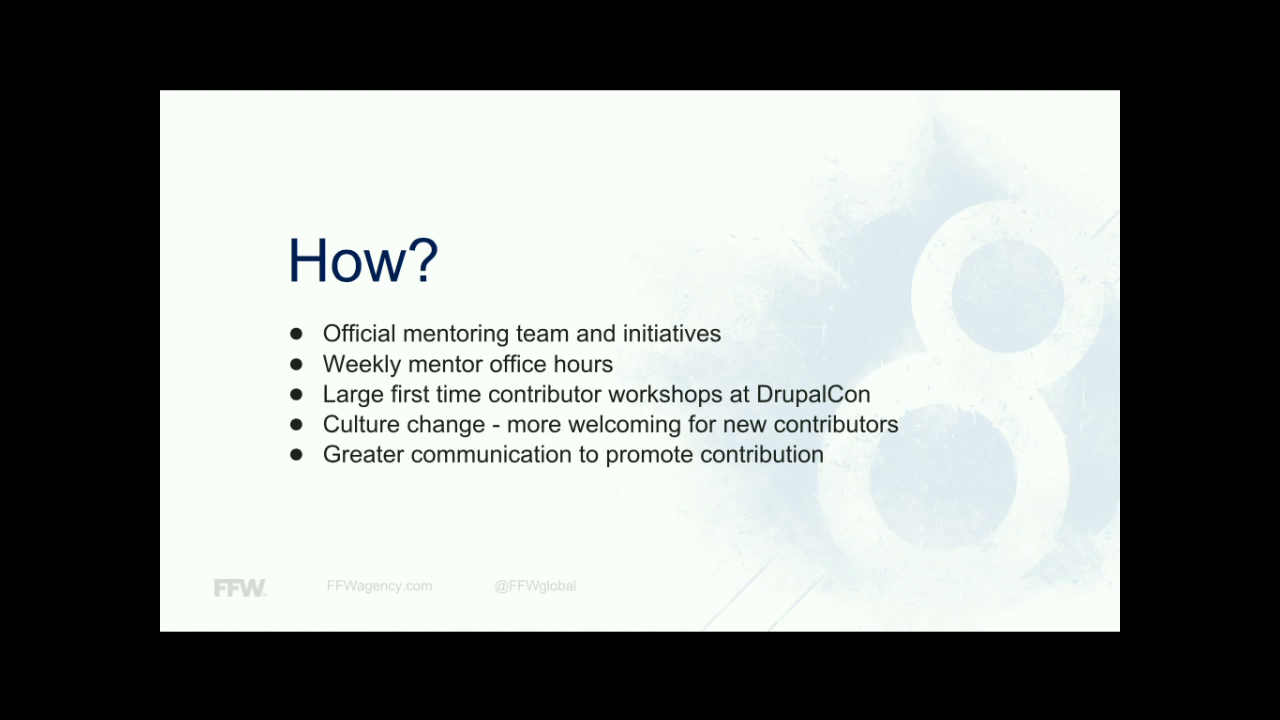 How?
● Official mentoring team and initiatives
● Weekly mentor office hours
● Large first time contributor workshops at DrupalCon
● Culture change - more welcoming for new contributors
● Greater communication to promote contribution
8
FFW. FFWagency.com @FFWglobal